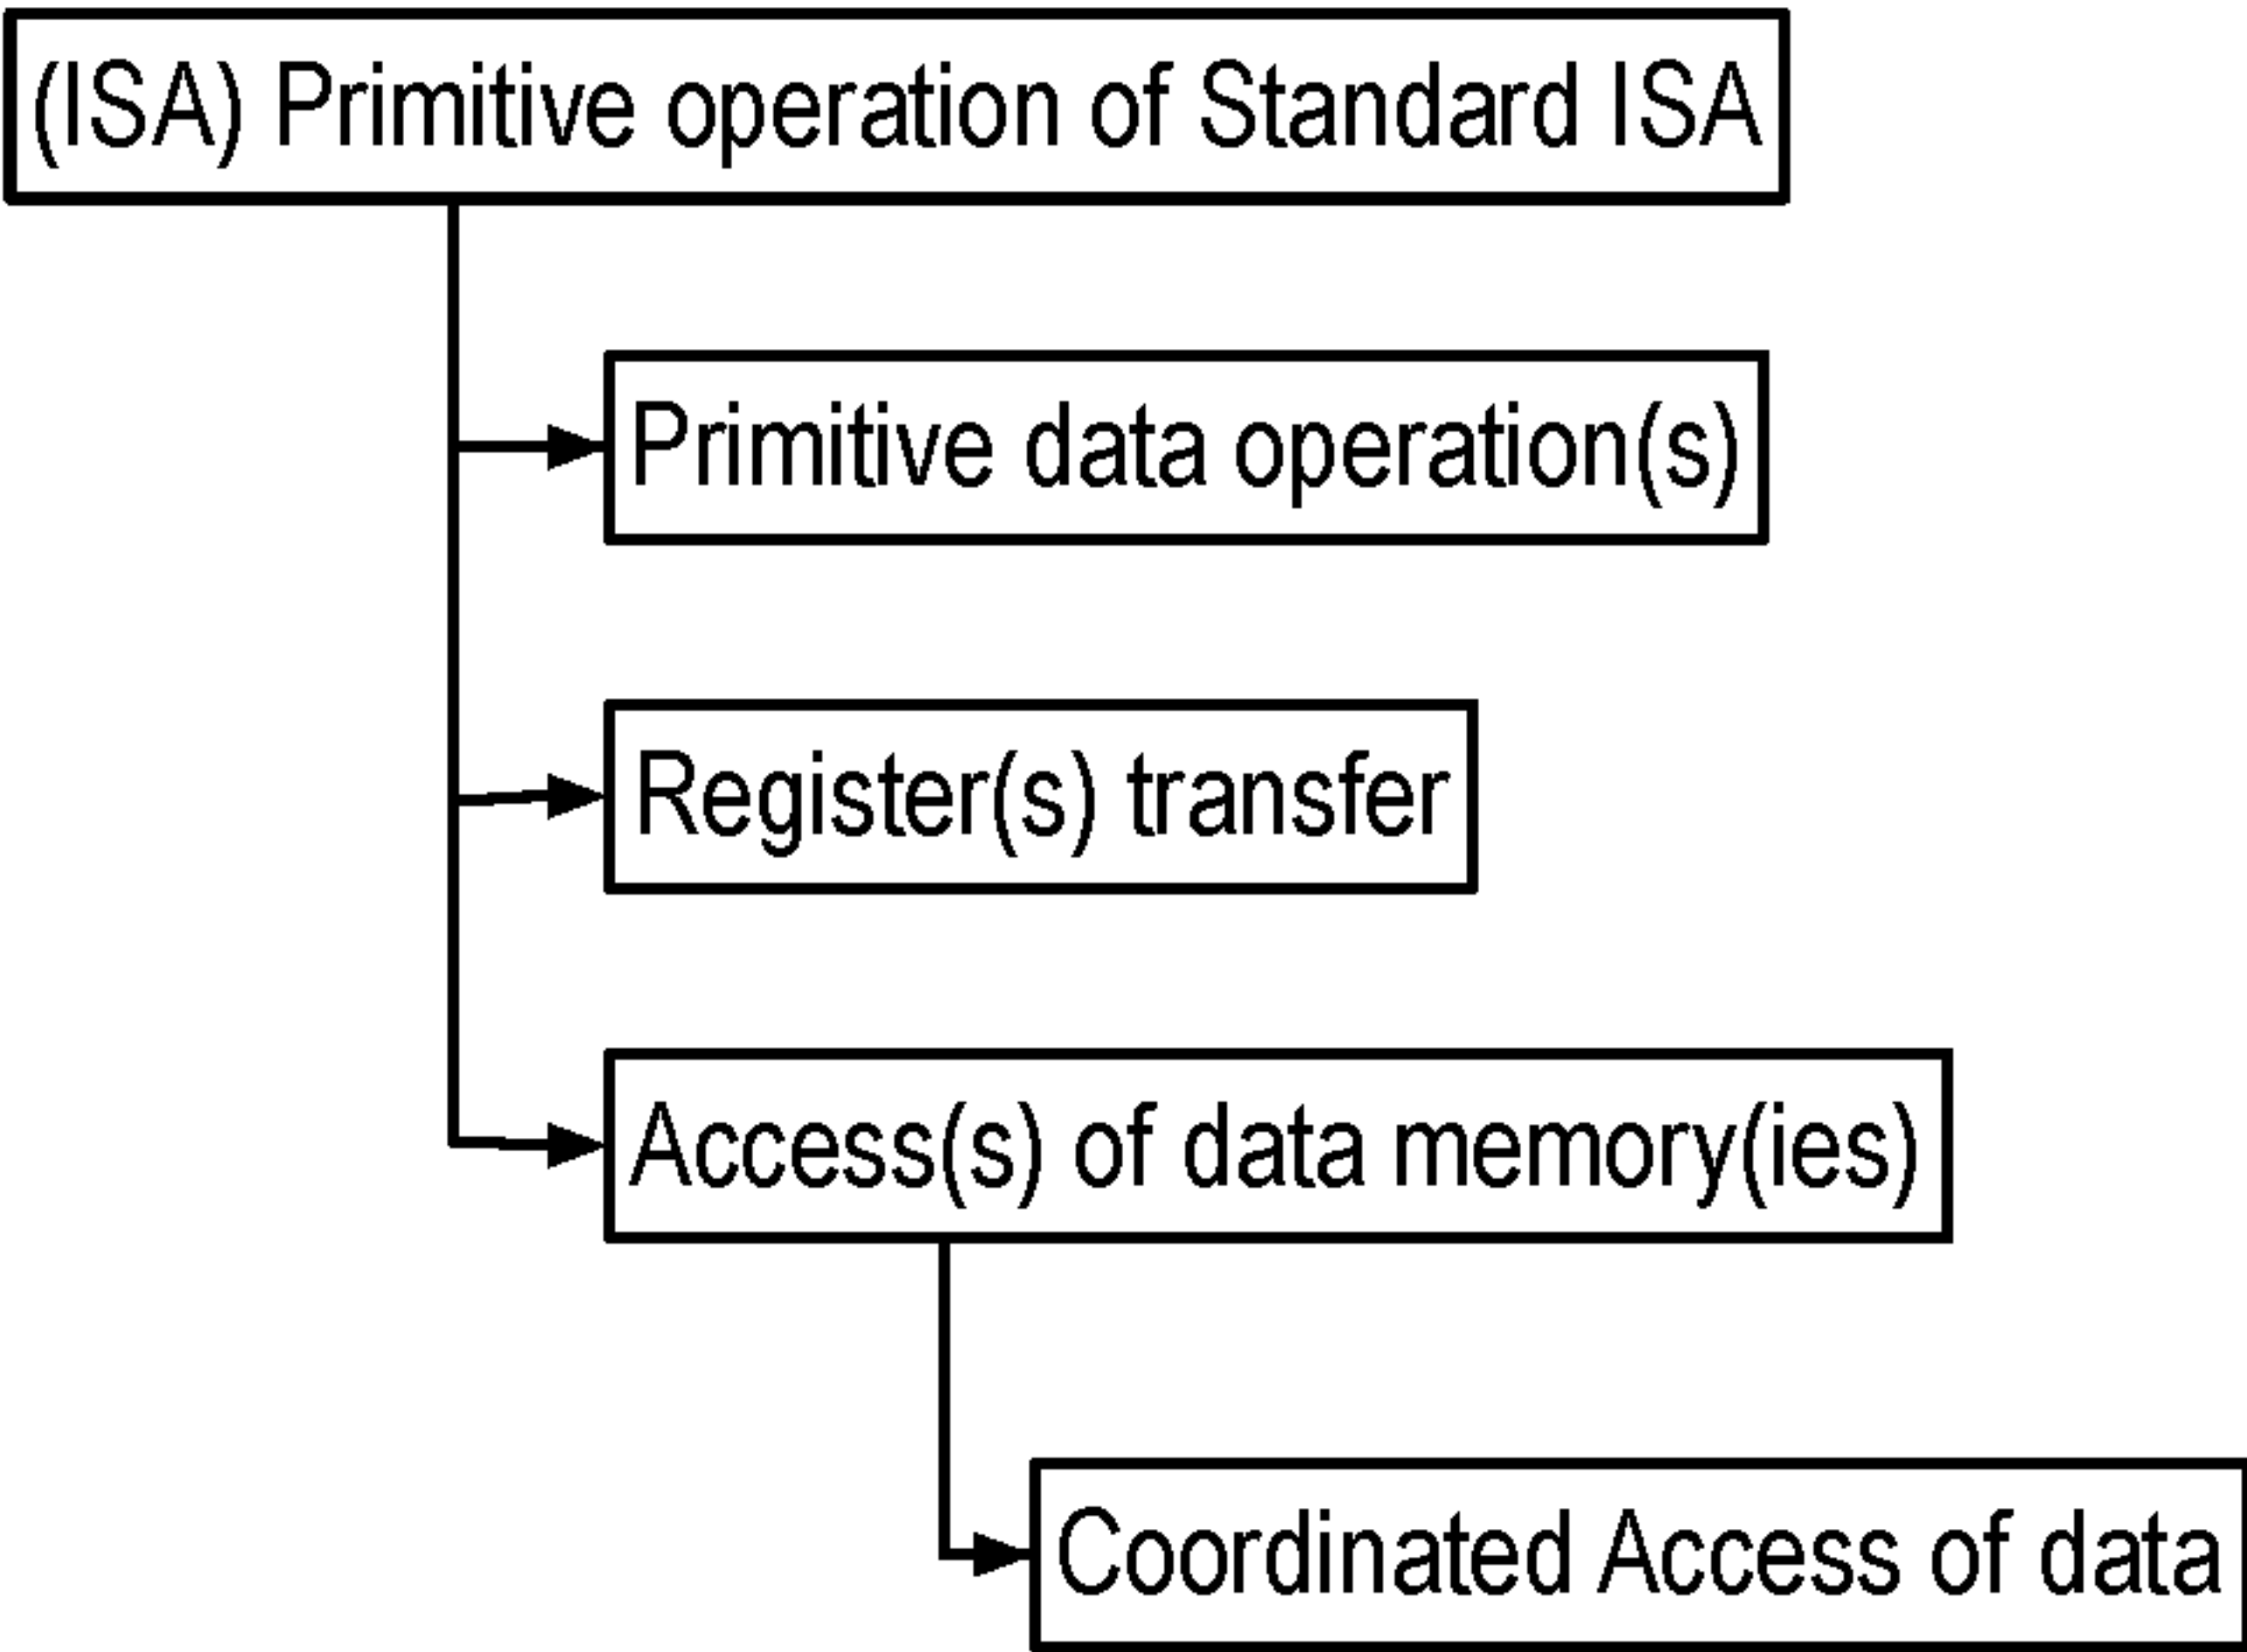 (ISA) Primitive operation of Standard ISA
Primitive data operation(s)
Register(s) transfer
Access(s) of data memory(ies)
Coordinated Access of data